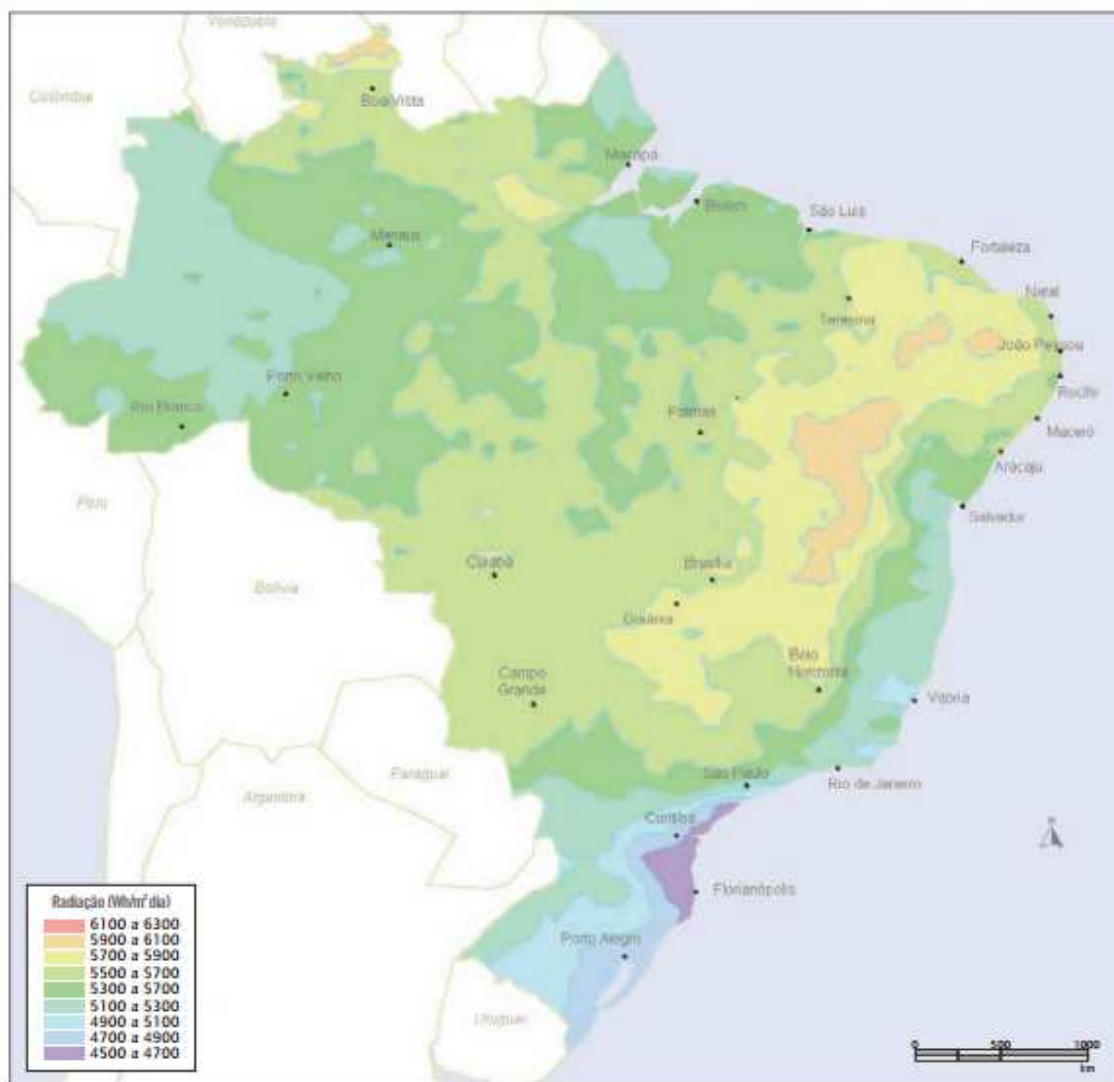 Venezuela
Colômbia
Boa Vista
Macapá
Belém
São Luis
Manaus
Fortaleza
Teresina
Natal
João Pessoa
Porto Velho
Recife
Rio Branco
Palmas
Maceró
Aracaju
Peru
Salvador
Cuiabá
Brasília
Bolívia
Goiânia
Belo
Horizonte
Campo
Grande
Vitória
Paraguai
São Paulo
Rio de Janeiro
Argentina
Curitiba
N
Florianópolis
Porto Alegre
Uruguai
Radiação (Wh/m² dia)
6100 a 6300
5900 a 6100
5700 a 5900
5500 a 5700
5300 a 5700
5100 a 5300
4900 a 5100
4700 a 4900
4500 a 4700
0 500 1000
km